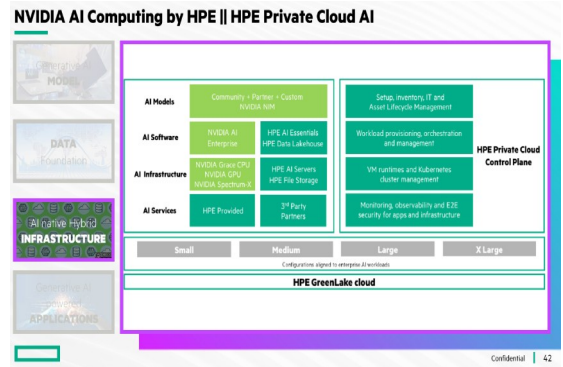 NVIDIA AI Computing by HPE || HPE Private Cloud AI
Generative
MODEL
DATA
Foundation
AI native Hybrid
INFRASTRUCTURE
Generative AI
APPLICATIONS
AI Models
Community + Partner + Custom
NVIDIA NIM
AI Software
NVIDIA AI
Enterprise
HPE AI Essentials
HPE Data Lakehouse
AI Infrastructure
NVIDIA Grace CPU
NVIDIA GPU
NVIDIA Spectrum-X
HPE AI Servers
HPE File Storage
AI Services
HPE Provided
3rd Party
Partners
Setup, inventory, IT and
Asset Lifecycle Management
Workload provisioning, orchestration
and management
VM runtimes and Kubernetes
cluster management
Monitoring, observability and E2E
security for apps and infrastructure
HPE Private Cloud
Control Plane
Small
Medium
Large
X Large
Configurations aligned to enterprise AI workloads
HPE GreenLake cloud
Confidential
42